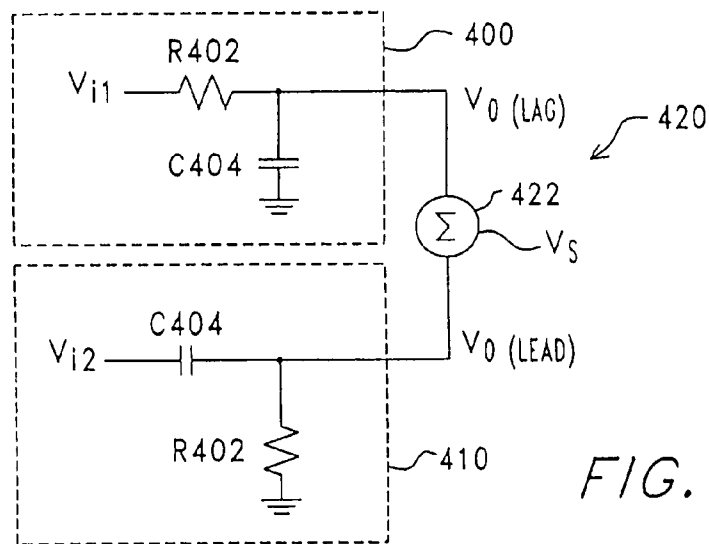 400
R402
Vi1
V0 (LAG)
420
C404
422
Σ
VS
C404
Vi2
V0 (LEAD)
R402
410
FIG.